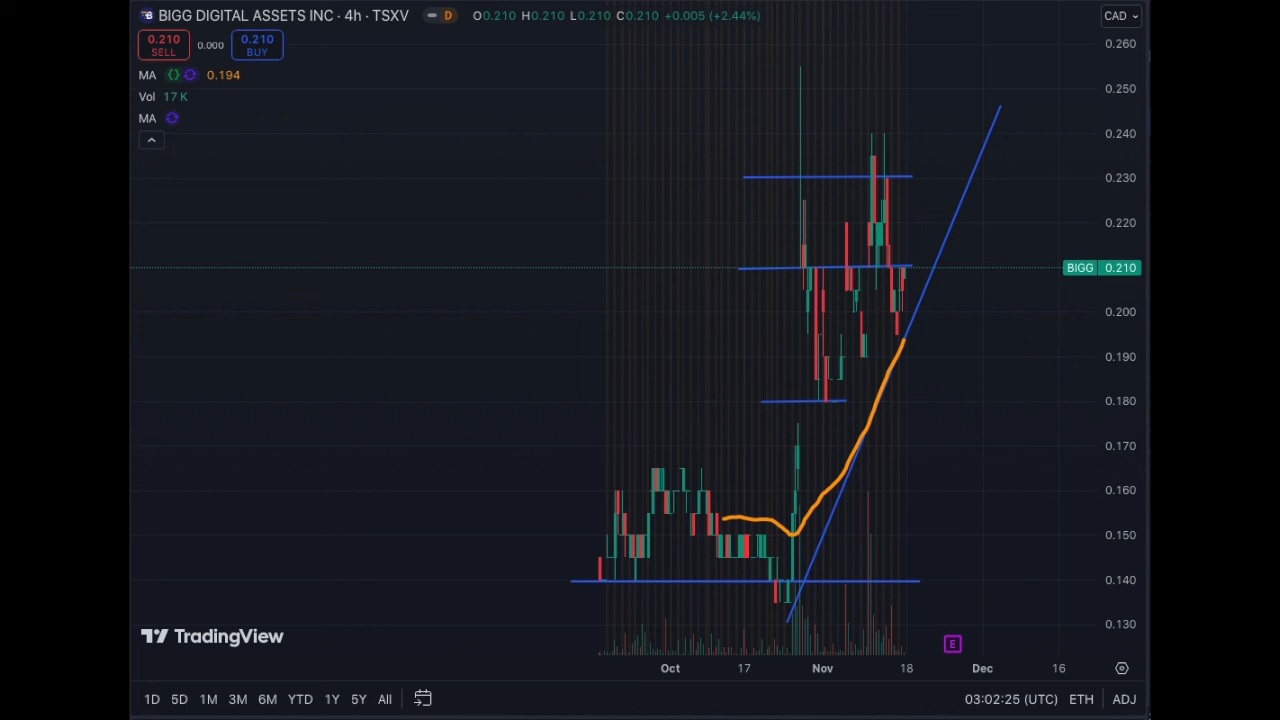 BIGG DIGITAL ASSETS INC · 4h · TSXV D O0.210 H0.210 L0.210 C0.210 +0.005 (+2.44%) CAD
0.210 SELL 0.000 0.210 BUY
MA 0.194
Vol 17 K
MA
0.260
0.250
0.240
0.230
0.220
BIGG 0.210
0.200
0.190
0.180
0.170
0.160
0.150
0.140
0.130
TradingView
E
Oct 17 Nov 18 Dec 16
1D 5D 1M 3M 6M YTD 1Y 5Y All 03:02:25 (UTC) ETH ADJ